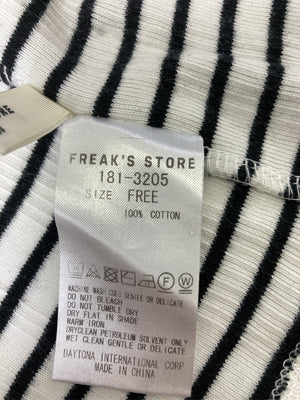 FREAK'S STORE
181-3205
SIZE FREE
100% COTTON
MACHINE-WASH COLD GENTLE OR DELICATE
DO NOT BLEACH
DO NOT TUMBLE DRY
DRY FLAT IN SHADE
WARM IRON
DRYCLEAN PETROLEUM SOLVENT ONLY
WET CLEAN GENTLE OR DELICATE
DAYTONA INTERNATIONAL CORP
MADE IN CHINA